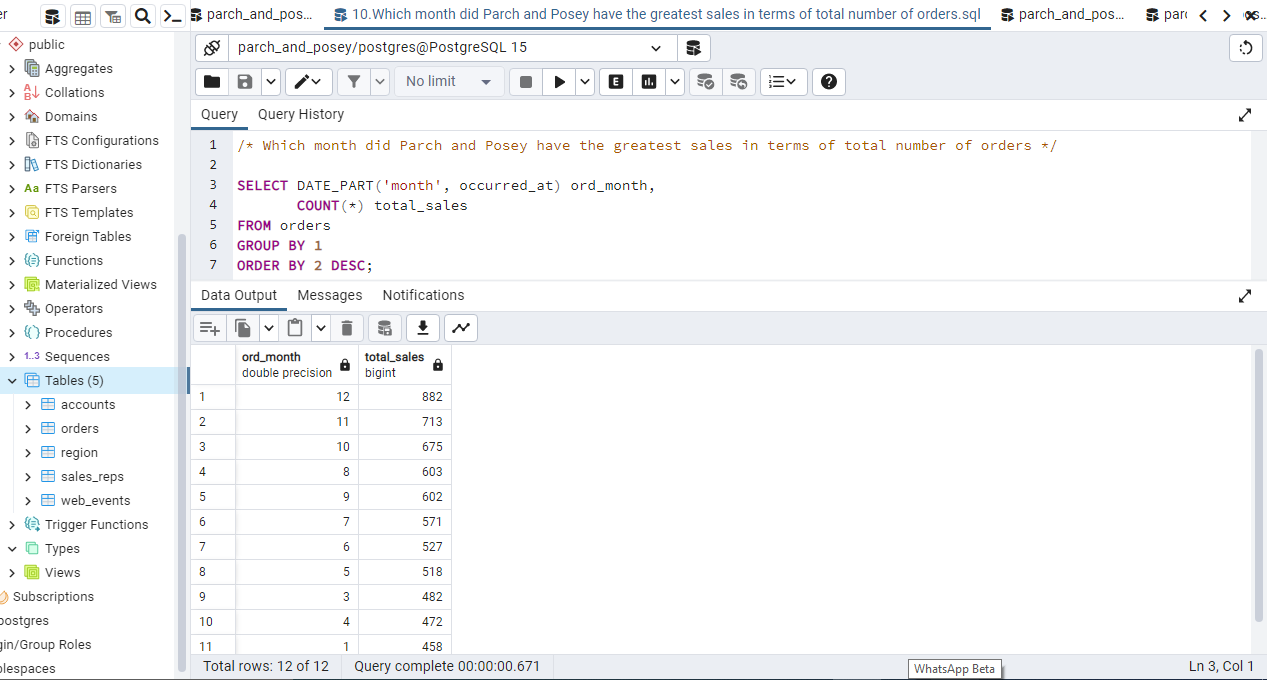 er
parch_and_pos...
10.Which month did Parch and Posey have the greatest sales in terms of total number of orders.sql
parch_and_pos...
parc
os...
public
Aggregates
Collations
Domains
FTS Configurations
FTS Dictionaries
Aa FTS Parsers
FTS Templates
Foreign Tables
Functions
Materialized Views
Operators
Procedures
1..3 Sequences
Tables (5)
accounts
orders
region
sales_reps
web_events
Trigger Functions
Types
Views
Subscriptions
postgres
gin/Group Roles
blespaces
parch_and_posey/postgres@PostgreSQL 15
No limit
E
Query
Query History
1 /* Which month did Parch and Posey have the greatest sales in terms of total number of orders */
2
3 SELECT DATE_PART('month', occurred_at) ord_month,
4 COUNT(*) total_sales
5 FROM orders
6 GROUP BY 1
7 ORDER BY 2 DESC;
Data Output
Messages
Notifications
ord_month
double precision
total_sales
bigint
1 12 882
2 11 713
3 10 675
4 8 603
5 9 602
6 7 571
7 6 527
8 5 518
9 3 482
10 4 472
11 1 458
Total rows: 12 of 12
Query complete 00:00:00.671
WhatsApp Beta
Ln 3, Col 1